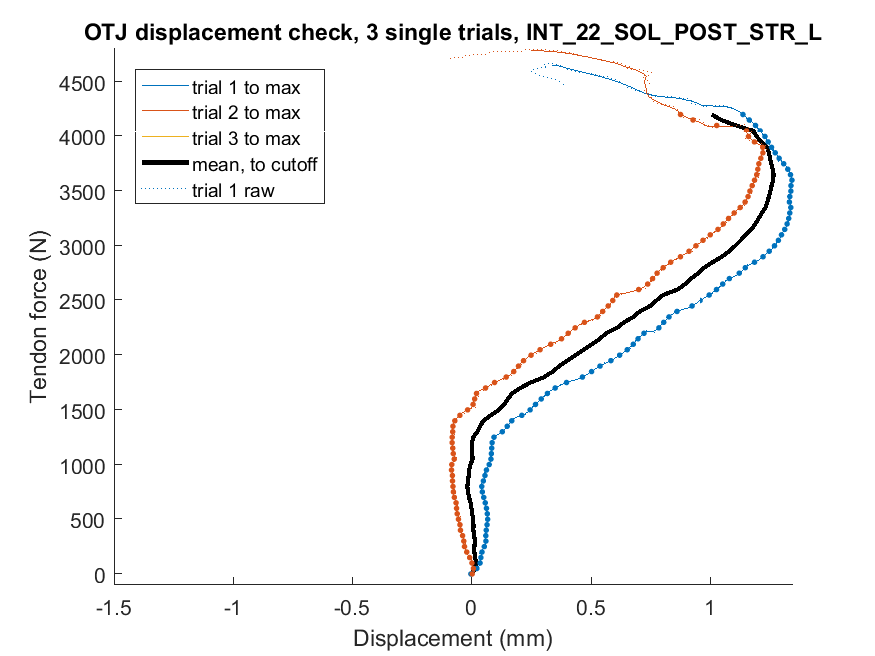 OTJ displacement check, 3 single trials, INT_22_SOL_POST_STR_L
trial 1 to max
trial 2 to max
trial 3 to max
mean, to cutoff
trial 1 raw
Tendon force (N)
4500
4000
3500
3000
2500
2000
1500
1000
500
0
-1.5
-1
-0.5
0
0.5
1
Displacement (mm)